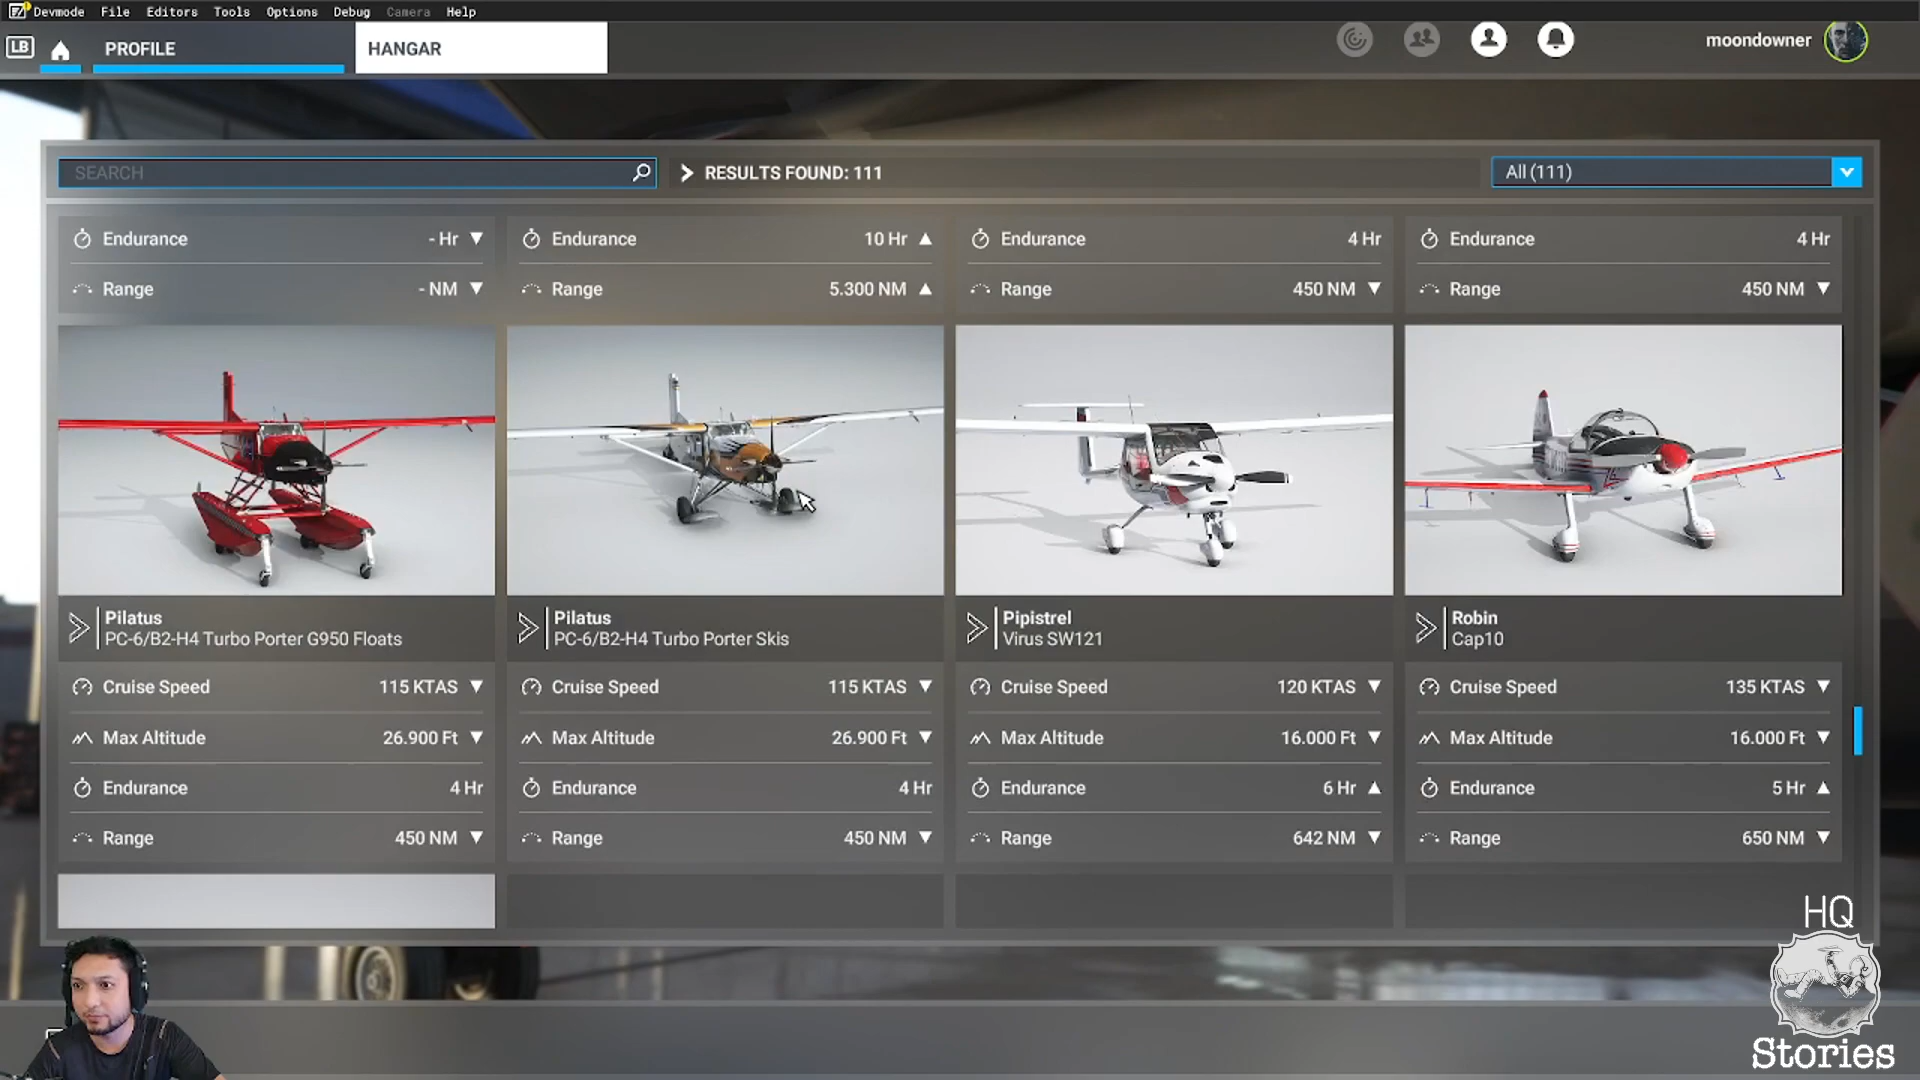 Devmode File Editors Tools Options Debug Camera Help
LB PROFILE HANGAR moondowner
SEARCH RESULTS FOUND: 111 All (111)
Endurance - Hr Endurance 10 Hr Endurance 4 Hr Endurance 4 Hr
Range - NM Range 5.300 NM Range 450 NM Range 450 NM
Pilatus Pilatus Pipistrel Robin
PC-6/B2-H4 Turbo Porter G950 Floats PC-6/B2-H4 Turbo Porter Skis Virus SW121 Cap10
Cruise Speed 115 KTAS Cruise Speed 115 KTAS Cruise Speed 120 KTAS Cruise Speed 135 KTAS
Max Altitude 26.900 Ft Max Altitude 26.900 Ft Max Altitude 16.000 Ft Max Altitude 16.000 Ft
Endurance 4 Hr Endurance 4 Hr Endurance 6 Hr Endurance 5 Hr
Range 450 NM Range 450 NM Range 642 NM Range 650 NM
HQ
Stories